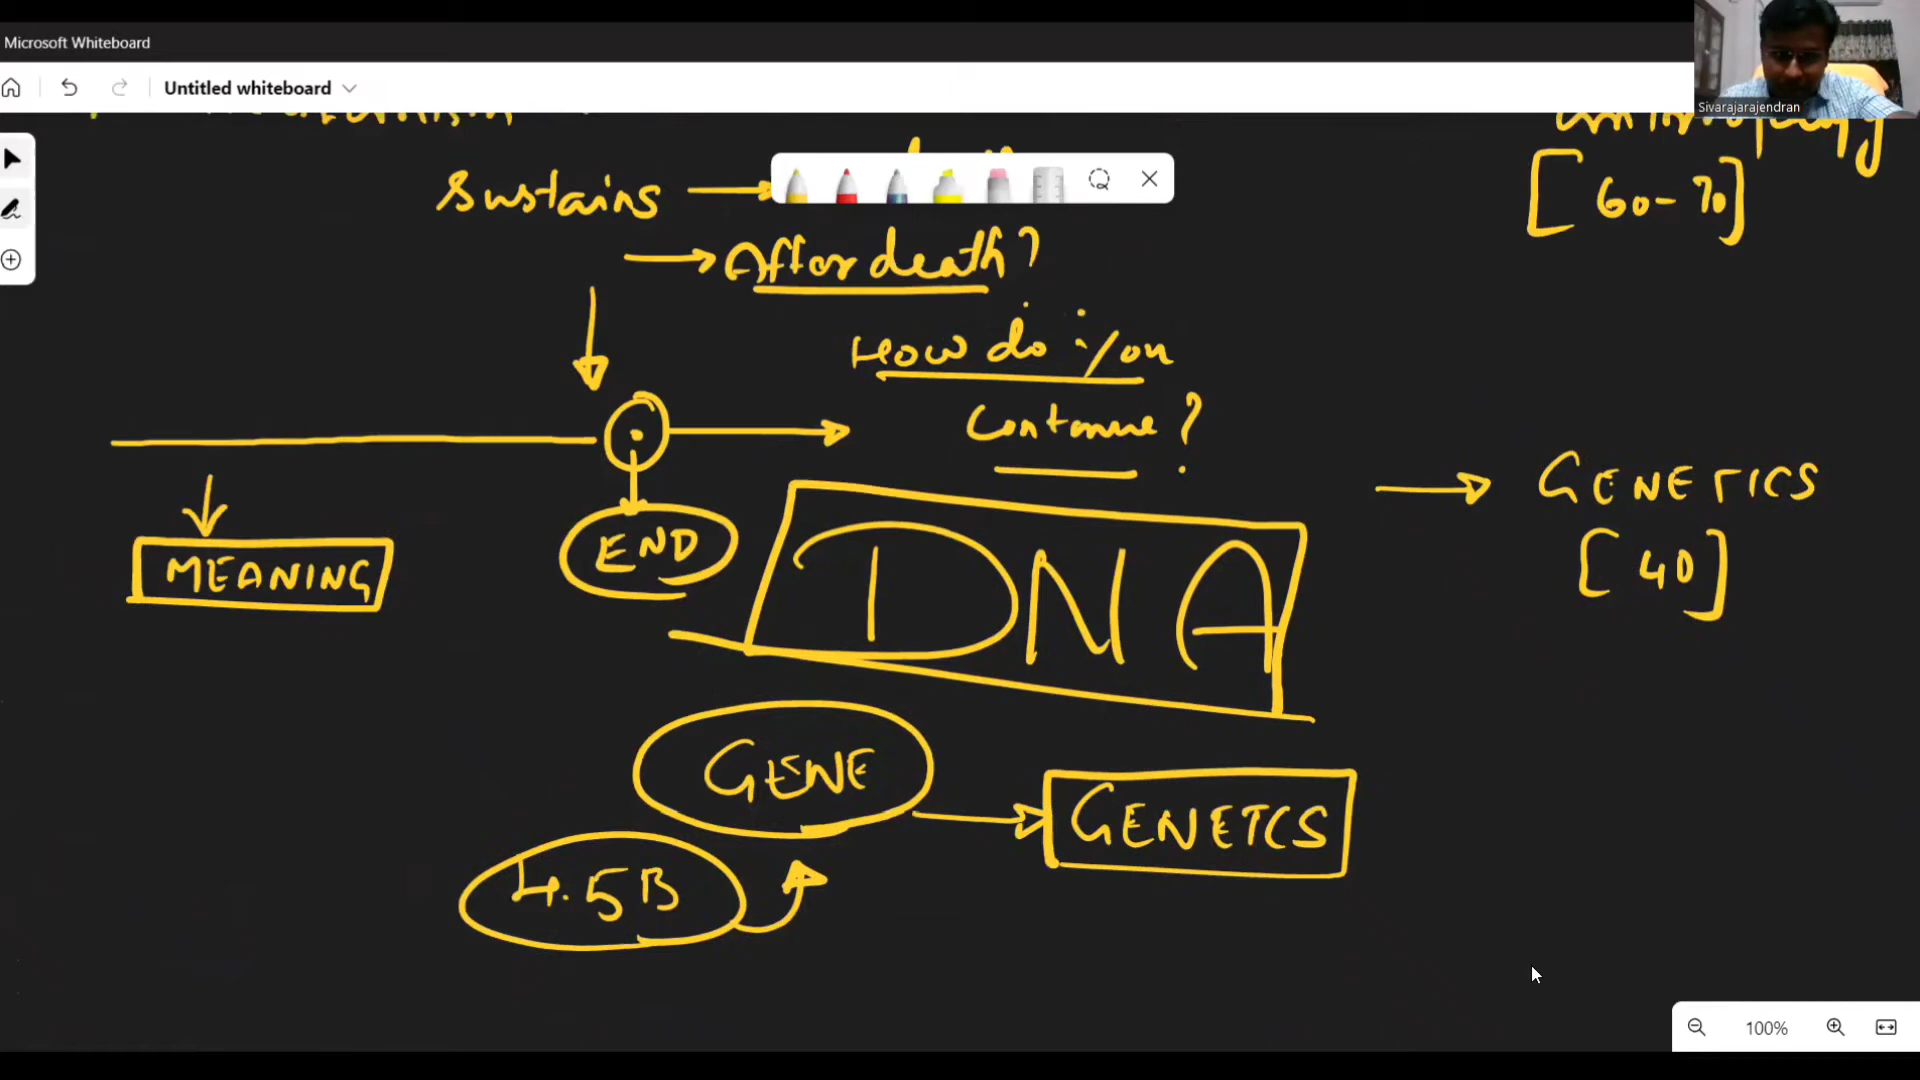 Microsoft Whiteboard
Untitled whiteboard
Sivarajarajendran
[60-70]
sustains
After death?
How do i/on
Continue?
GENETICS
[40]
MEANING
END
DNA
GENE
GENETCS
4.5B
100%